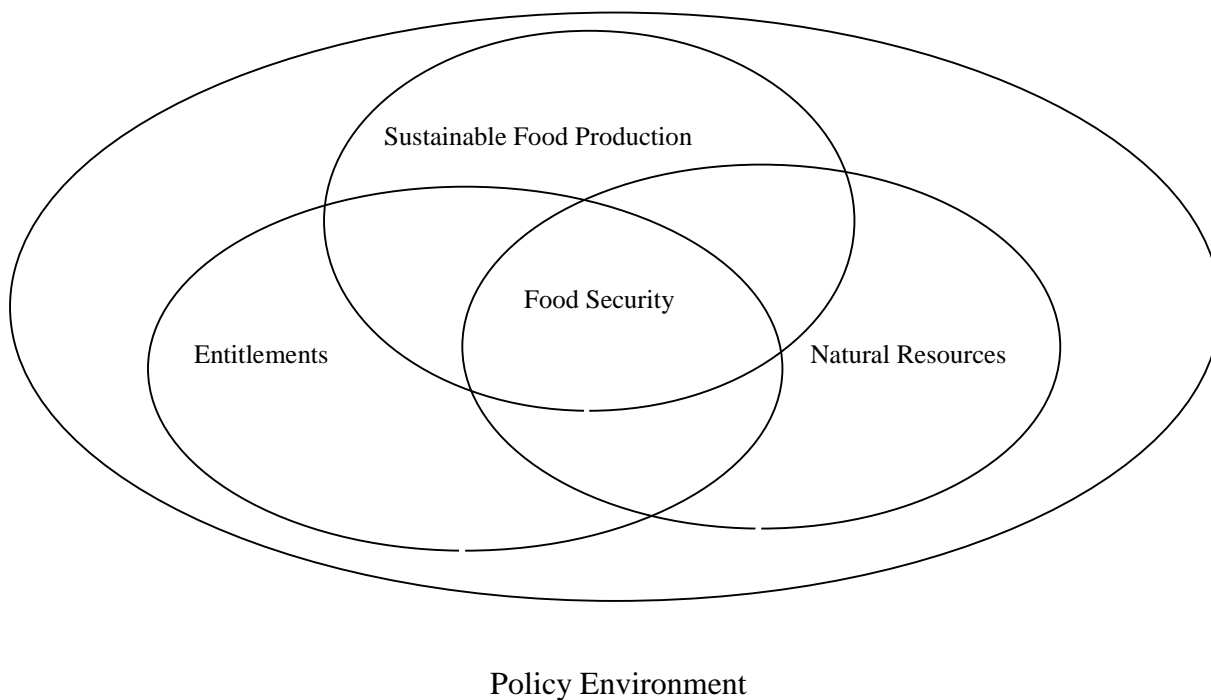 Sustainable Food Production
Food Security
Entitlements
Natural Resources
Policy Environment